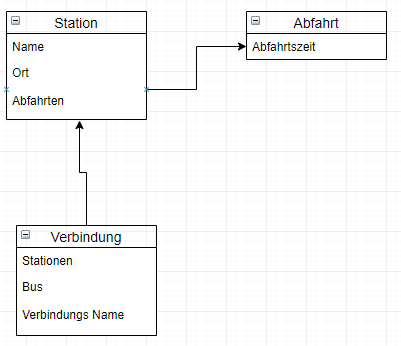 Station
Name
Ort
Abfahrten
Abfahrt
Abfahrtszeit
Verbindung
Stationen
Bus
Verbindungs Name